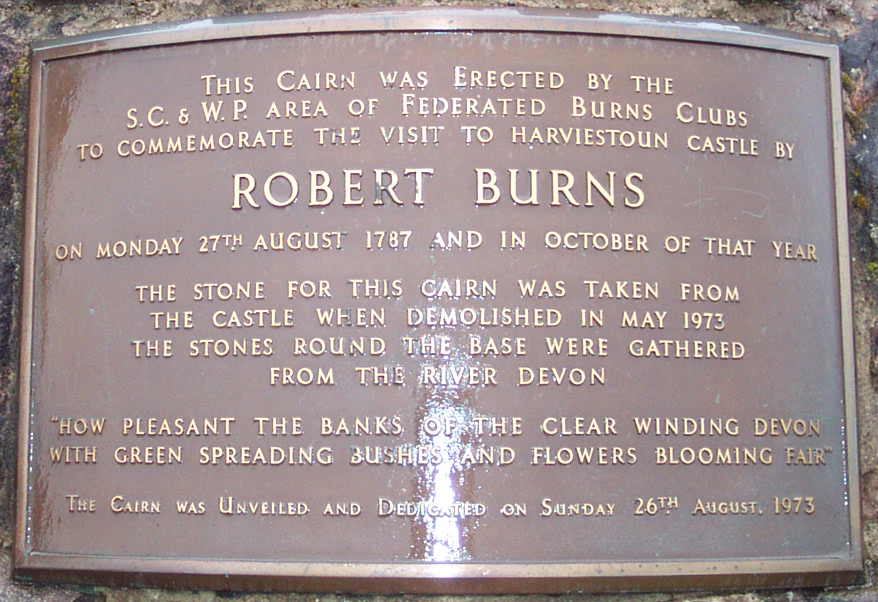 This Cairn was Erected by the
S.C. & W.P. area of Federated Burns Clubs
to commemorate the visit to Harviestoun Castle by
ROBERT BURNS
ON MONDAY 27TH AUGUST 1787 AND IN OCTOBER OF THAT YEAR
THE STONE FOR THIS CAIRN WAS TAKEN FROM
THE CASTLE WHEN DEMOLISHED IN MAY 1973
THE STONES ROUND THE BASE WERE GATHERED
FROM THE RIVER DEVON
"HOW PLEASANT THE BANKS OF THE CLEAR WINDING DEVON
WITH GREEN SPREADING BUSHES AND FLOWERS BLOOMING FAIR"
The Cairn was Unveiled and Dedicated on Sunday 26th August. 1973